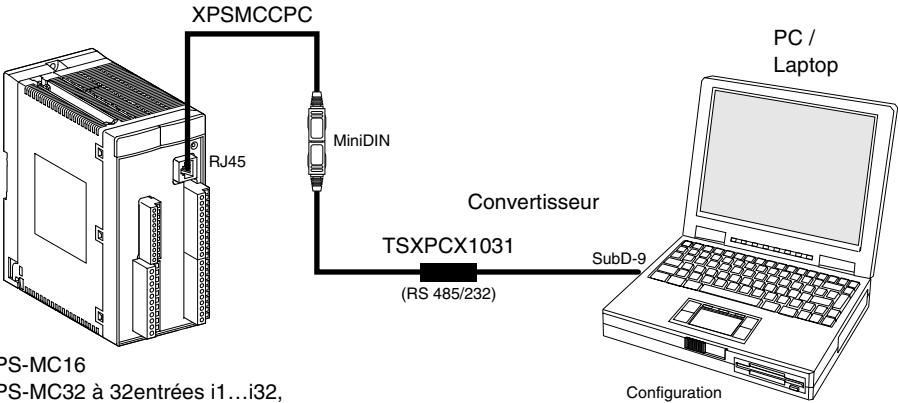 XPSMCCPC
PC /
Laptop
RJ45
MiniDIN
Convertisseur
TSXPCX1031
SubD-9
(RS 485/232)
PS-MC16
PS-MC32 à 32entrées i1...i32,
Configuration